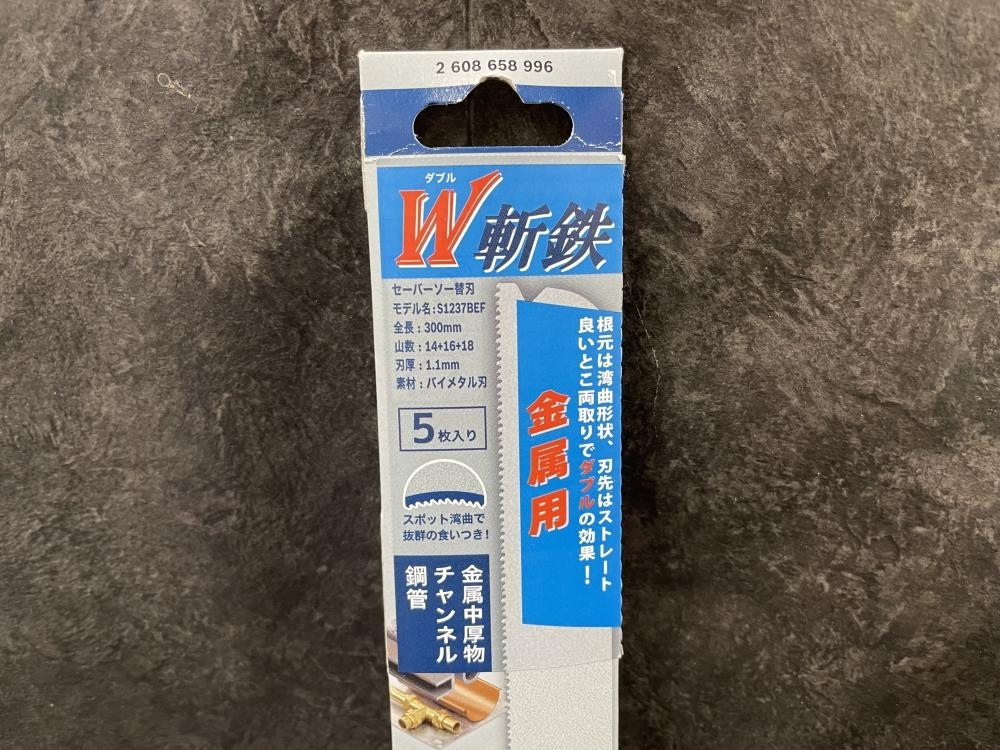 2 608 658 996
ダブル
W斬鉄
セーバーソー替刃
モデル名:S1237BEF
全長:300mm
山数:14+16+18
刃厚:1.1mm
素材:バイメタル刃
5枚入り
スポット湾曲で
抜群の食いつき!
金属中厚物
チャンネル
鋼管
根元は湾曲形状、刃先はストレート
良いとこ両取りでダブルの効果!
金属用